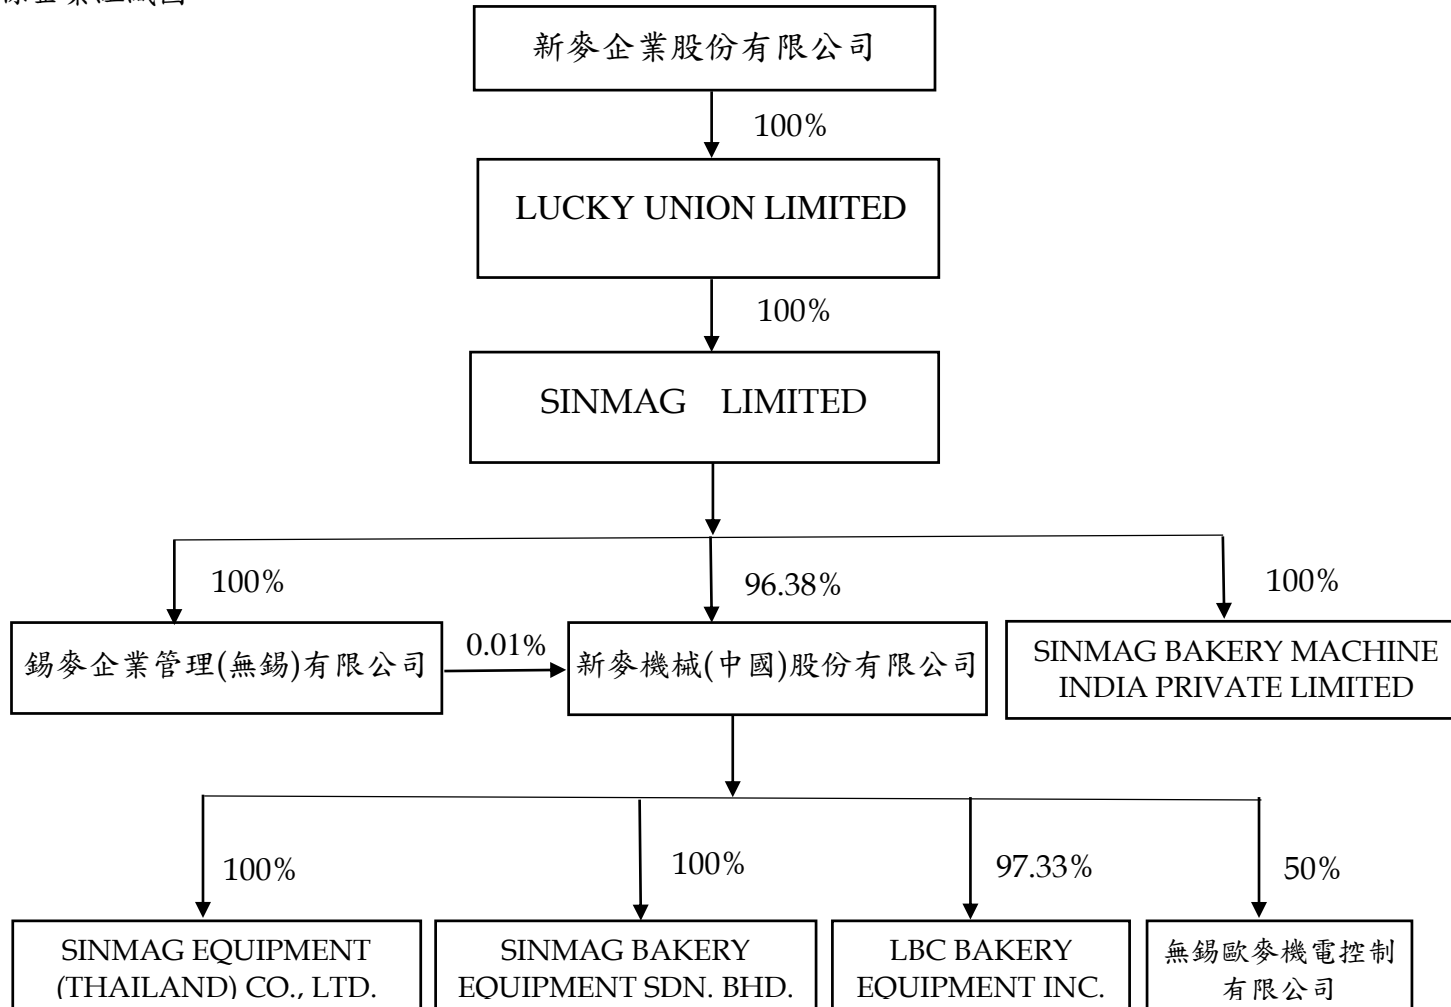 新麥企業股份有限公司
100%
LUCKY UNION LIMITED
100%
SINMAG LIMITED
100%
96.38%
100%
錫麥企業管理(無錫)有限公司
0.01%
新麥機械(中國)股份有限公司
SINMAG BAKERY MACHINE
INDIA PRIVATE LIMITED
100%
100%
97.33%
50%
SINMAG EQUIPMENT
(THAILAND) CO., LTD.
SINMAG BAKERY
EQUIPMENT SDN. BHD.
LBC BAKERY
EQUIPMENT INC.
無錫歐麥機電控制
有限公司